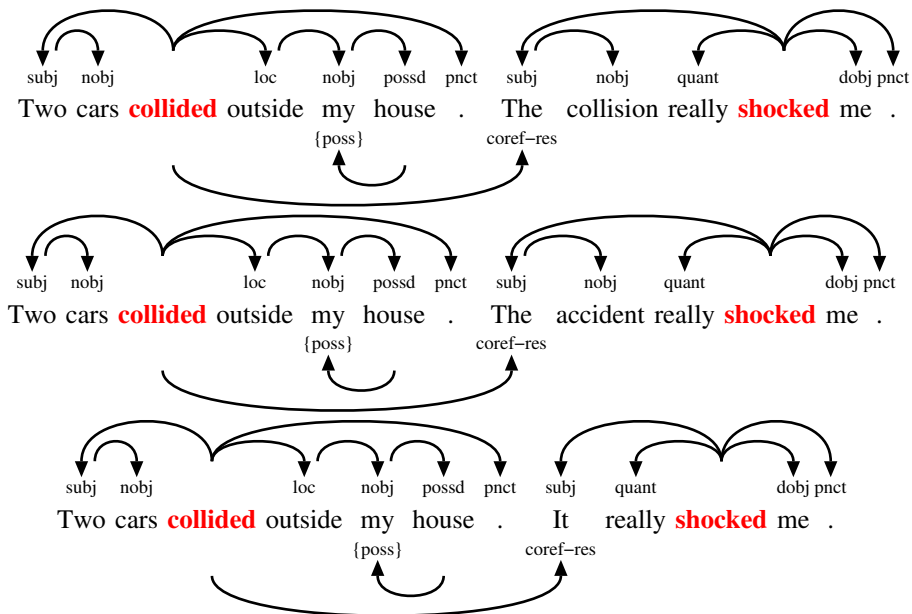 subj nobj loc nobj possd pnct subj nobj quant dobj pnct
Two cars collided outside my house . The collision really shocked me .
{poss} coref–res
subj nobj loc nobj possd pnct subj nobj quant dobj pnct
Two cars collided outside my house . The accident really shocked me .
{poss} coref–res
subj nobj loc nobj possd pnct subj quant dobj pnct
Two cars collided outside my house . It really shocked me .
{poss} coref–res